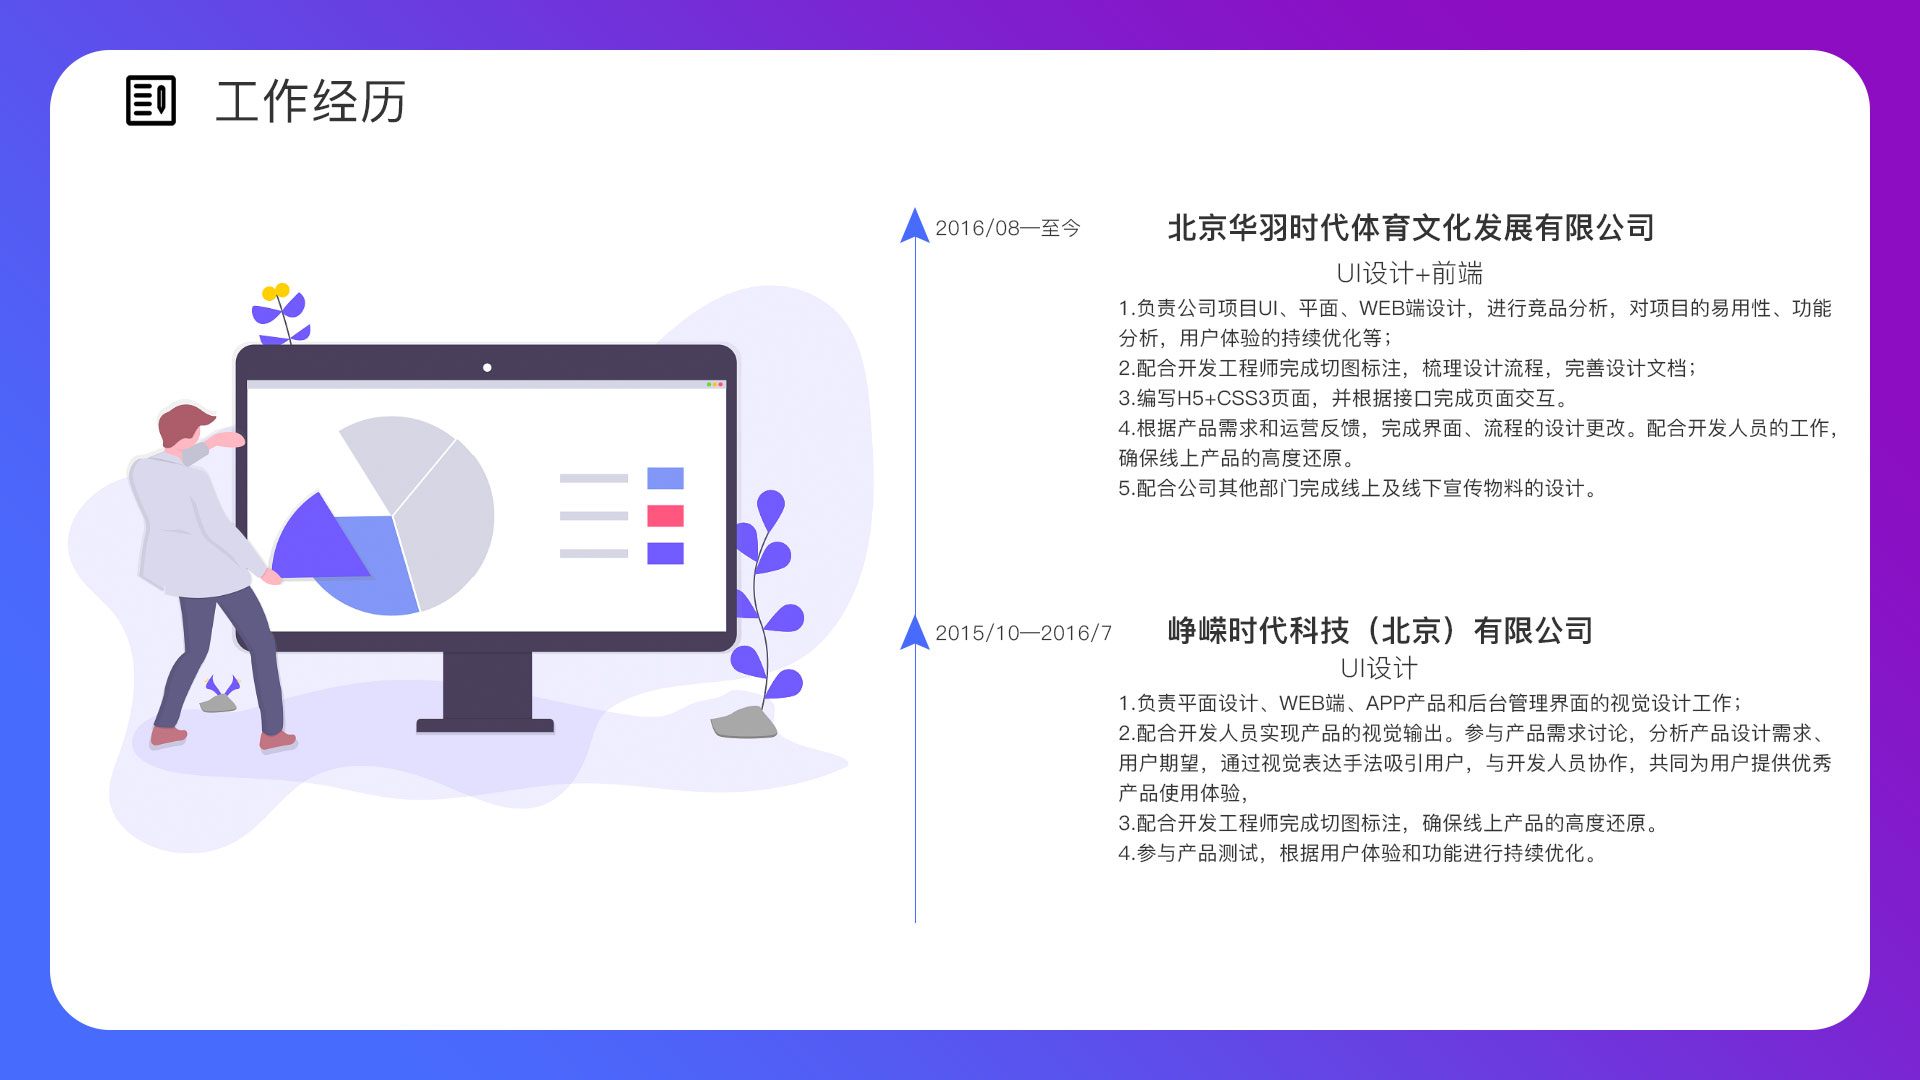 工作经历
2016/08—至今
北京华羽时代体育文化发展有限公司
UI设计+前端
1.负责公司项目UI、平面、WEB端设计，进行竞品分析，对项目的易用性、功能
分析，用户体验的持续优化等；
2.配合开发工程师完成切图标注，梳理设计流程，完善设计文档；
3.编写H5+CSS3页面，并根据接口完成页面交互。
4.根据产品需求和运营反馈，完成界面、流程的设计更改。配合开发人员的工作，
确保线上产品的高度还原。
5.配合公司其他部门完成线上及线下宣传物料的设计。
2015/10—2016/7
峥嵘时代科技（北京）有限公司
UI设计
1.负责平面设计、WEB端、APP产品和后台管理界面的视觉设计工作；
2.配合开发人员实现产品的视觉输出。参与产品需求讨论，分析产品设计需求、
用户期望，通过视觉表达手法吸引用户，与开发人员协作，共同为用户提供优秀
产品使用体验，
3.配合开发工程师完成切图标注，确保线上产品的高度还原。
4.参与产品测试，根据用户体验和功能进行持续优化。